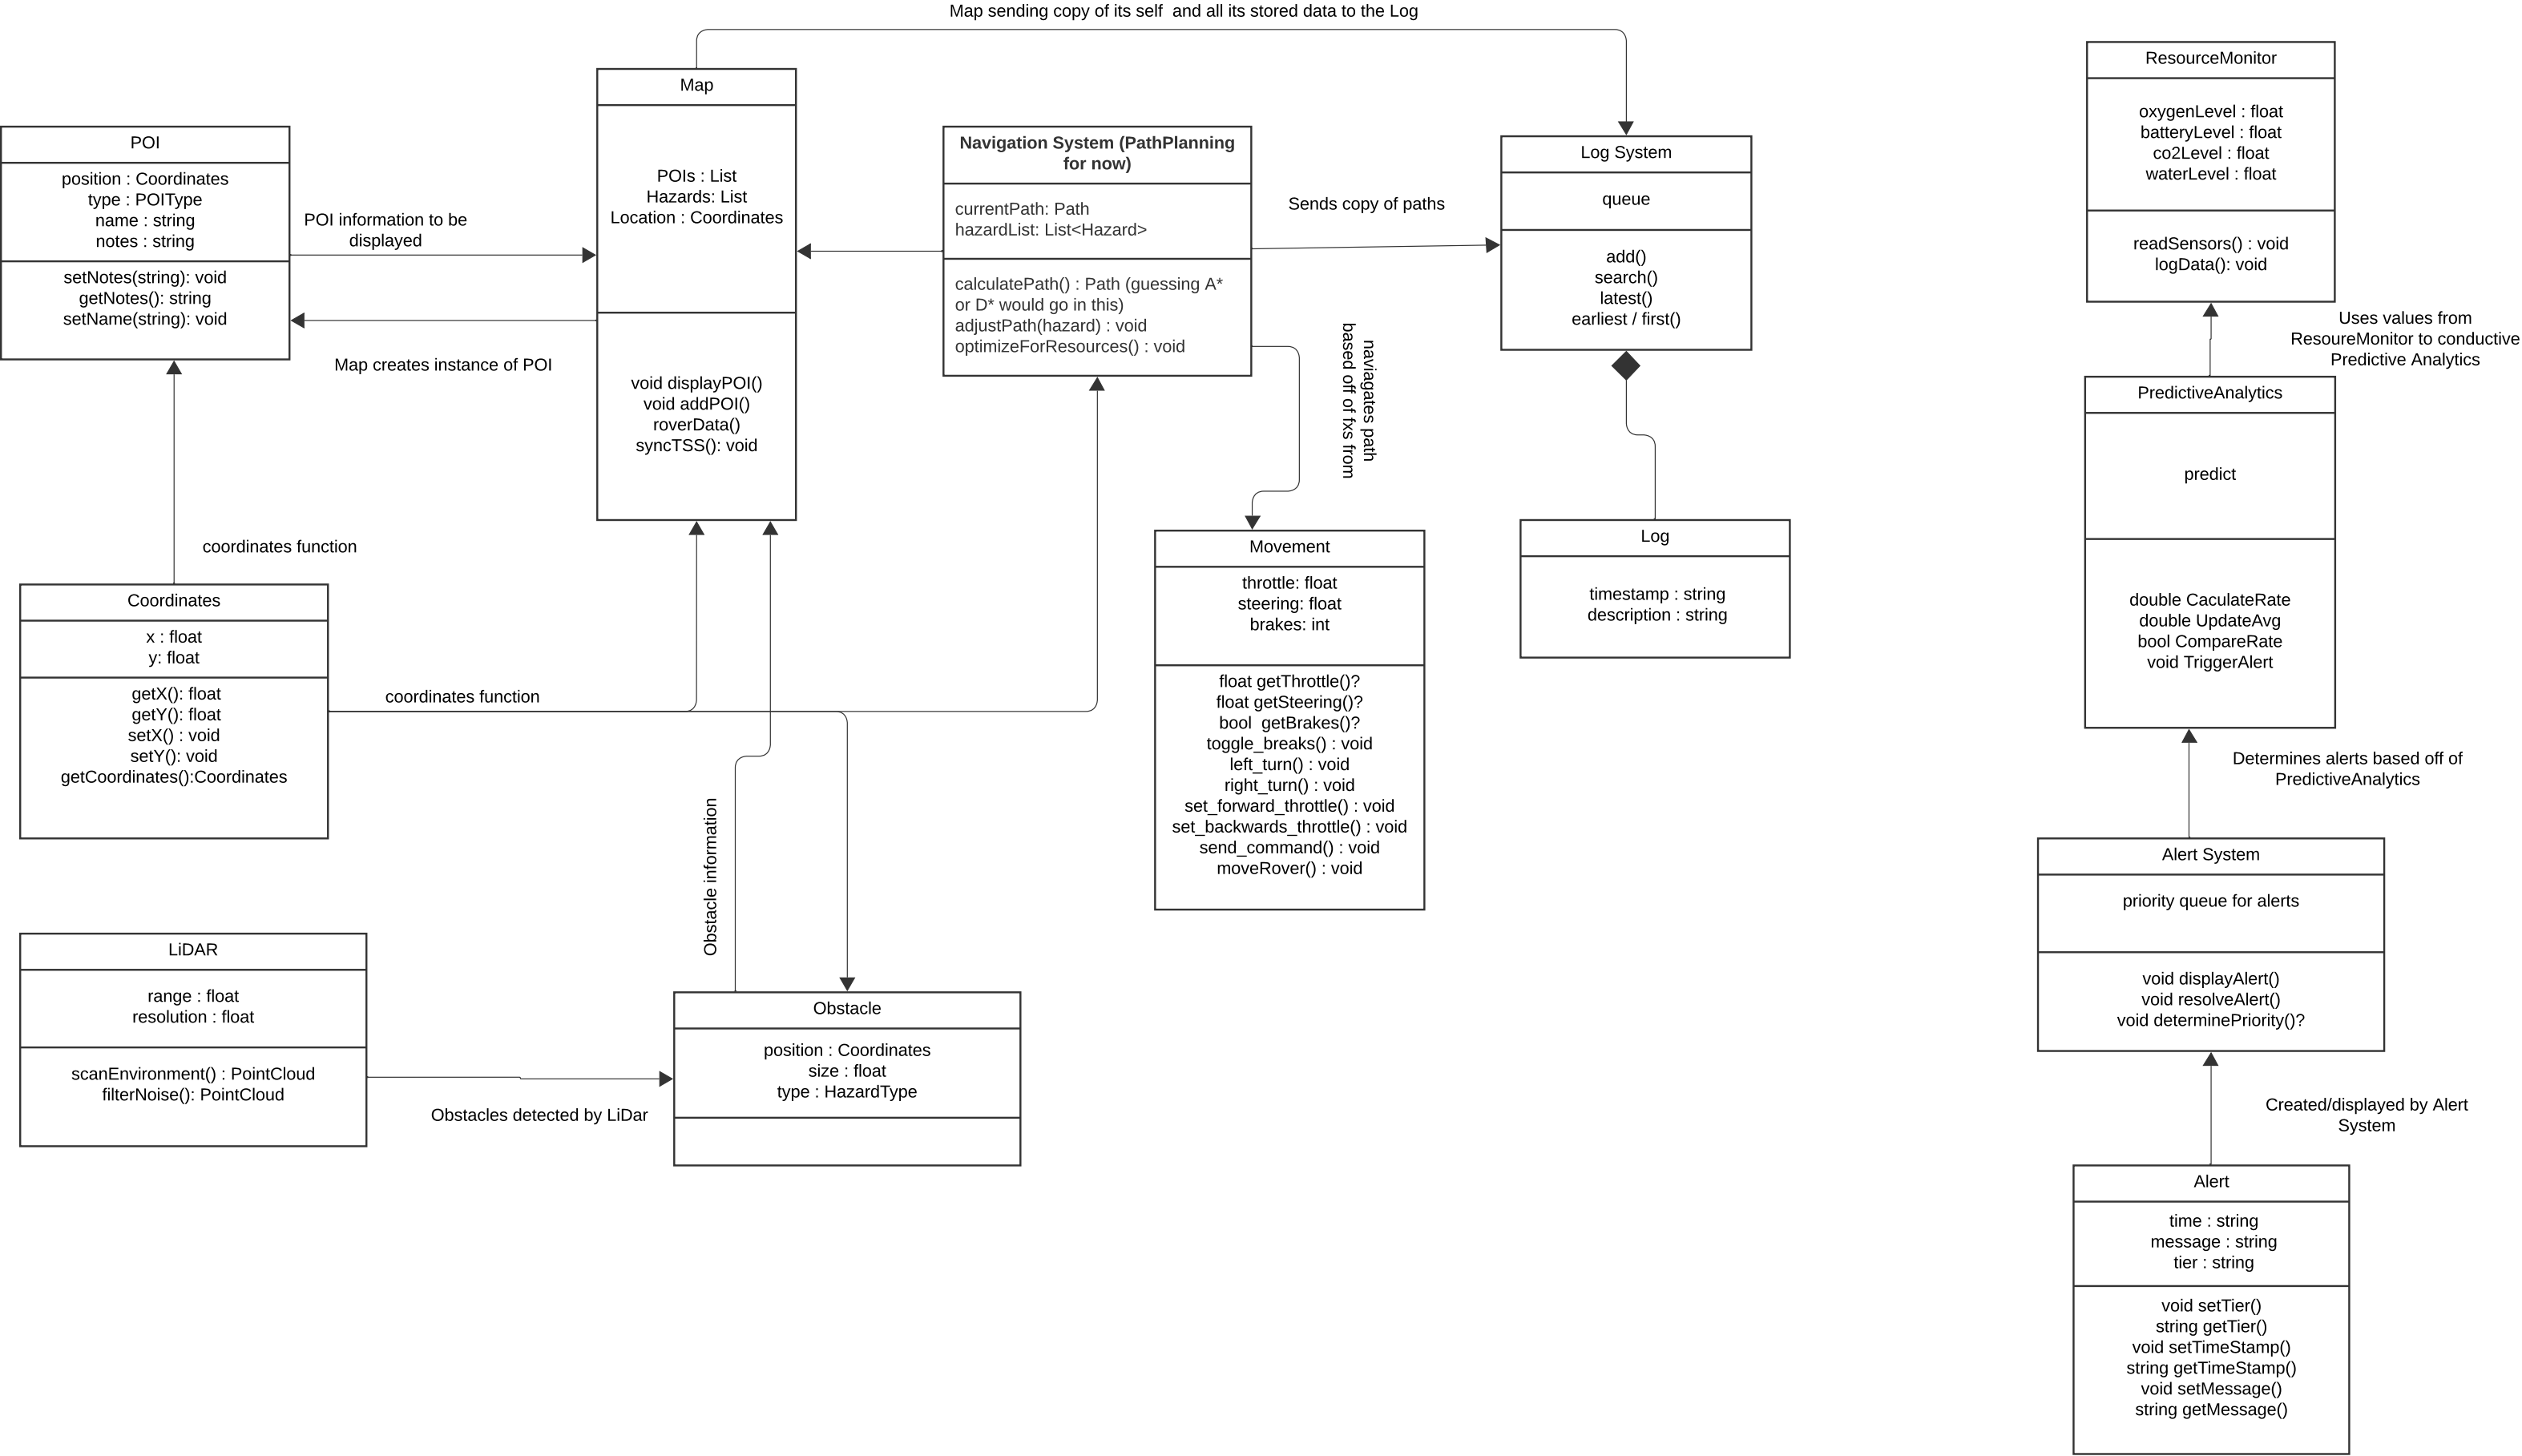 Map sending copy of its self  and all its stored data to the Log
POI
position : Coordinates
type : POIType
name : string
notes : string
setNotes(string): void
getNotes(): string
setName(string): void
POI information to be
displayed
Map creates instance of POI
Map
POIs : List
Hazards: List
Location : Coordinates
void displayPOI()
void addPOI()
roverData()
syncTSS(): void
Navigation System (PathPlanning
for now)
currentPath: Path
hazardList: List<Hazard>
calculatePath() : Path (guessing A*
or D* would go in this)
adjustPath(hazard) : void
optimizeForResources() : void
Sends copy of paths
Log System
queue
add()
search()
latest()
earliest / first()
naviagates path
based off of fxs from
Movement
throttle: float
steering: float
brakes: int
float getThrottle()?
float getSteering()?
bool  getBrakes()?
toggle_breaks() : void
left_turn() : void
right_turn() : void
set_forward_throttle() : void
set_backwards_throttle() : void
send_command() : void
moveRover() : void
Log
timestamp : string
description : string
coordinates function
Coordinates
x : float
y: float
getX(): float
getY(): float
setX() : void
setY(): void
getCoordinates():Coordinates
coordinates function
Obstacle information
LiDAR
range : float
resolution : float
scanEnvironment() : PointCloud
filterNoise(): PointCloud
Obstacles detected by LiDar
Obstacle
position : Coordinates
size : float
type : HazardType
ResourceMonitor
oxygenLevel : float
batteryLevel : float
co2Level : float
waterLevel : float
readSensors() : void
logData(): void
Uses values from
ResoureMonitor to conductive
Predictive Analytics
PredictiveAnalytics
predict
double CaculateRate
double UpdateAvg
bool CompareRate
void TriggerAlert
Determines alerts based off of
PredictiveAnalytics
Alert System
priority queue for alerts
void displayAlert()
void resolveAlert()
void determinePriority()?
Created/displayed by Alert
System
Alert
time : string
message : string
tier : string
void setTier()
string getTier()
void setTimeStamp()
string getTimeStamp()
void setMessage()
string getMessage()